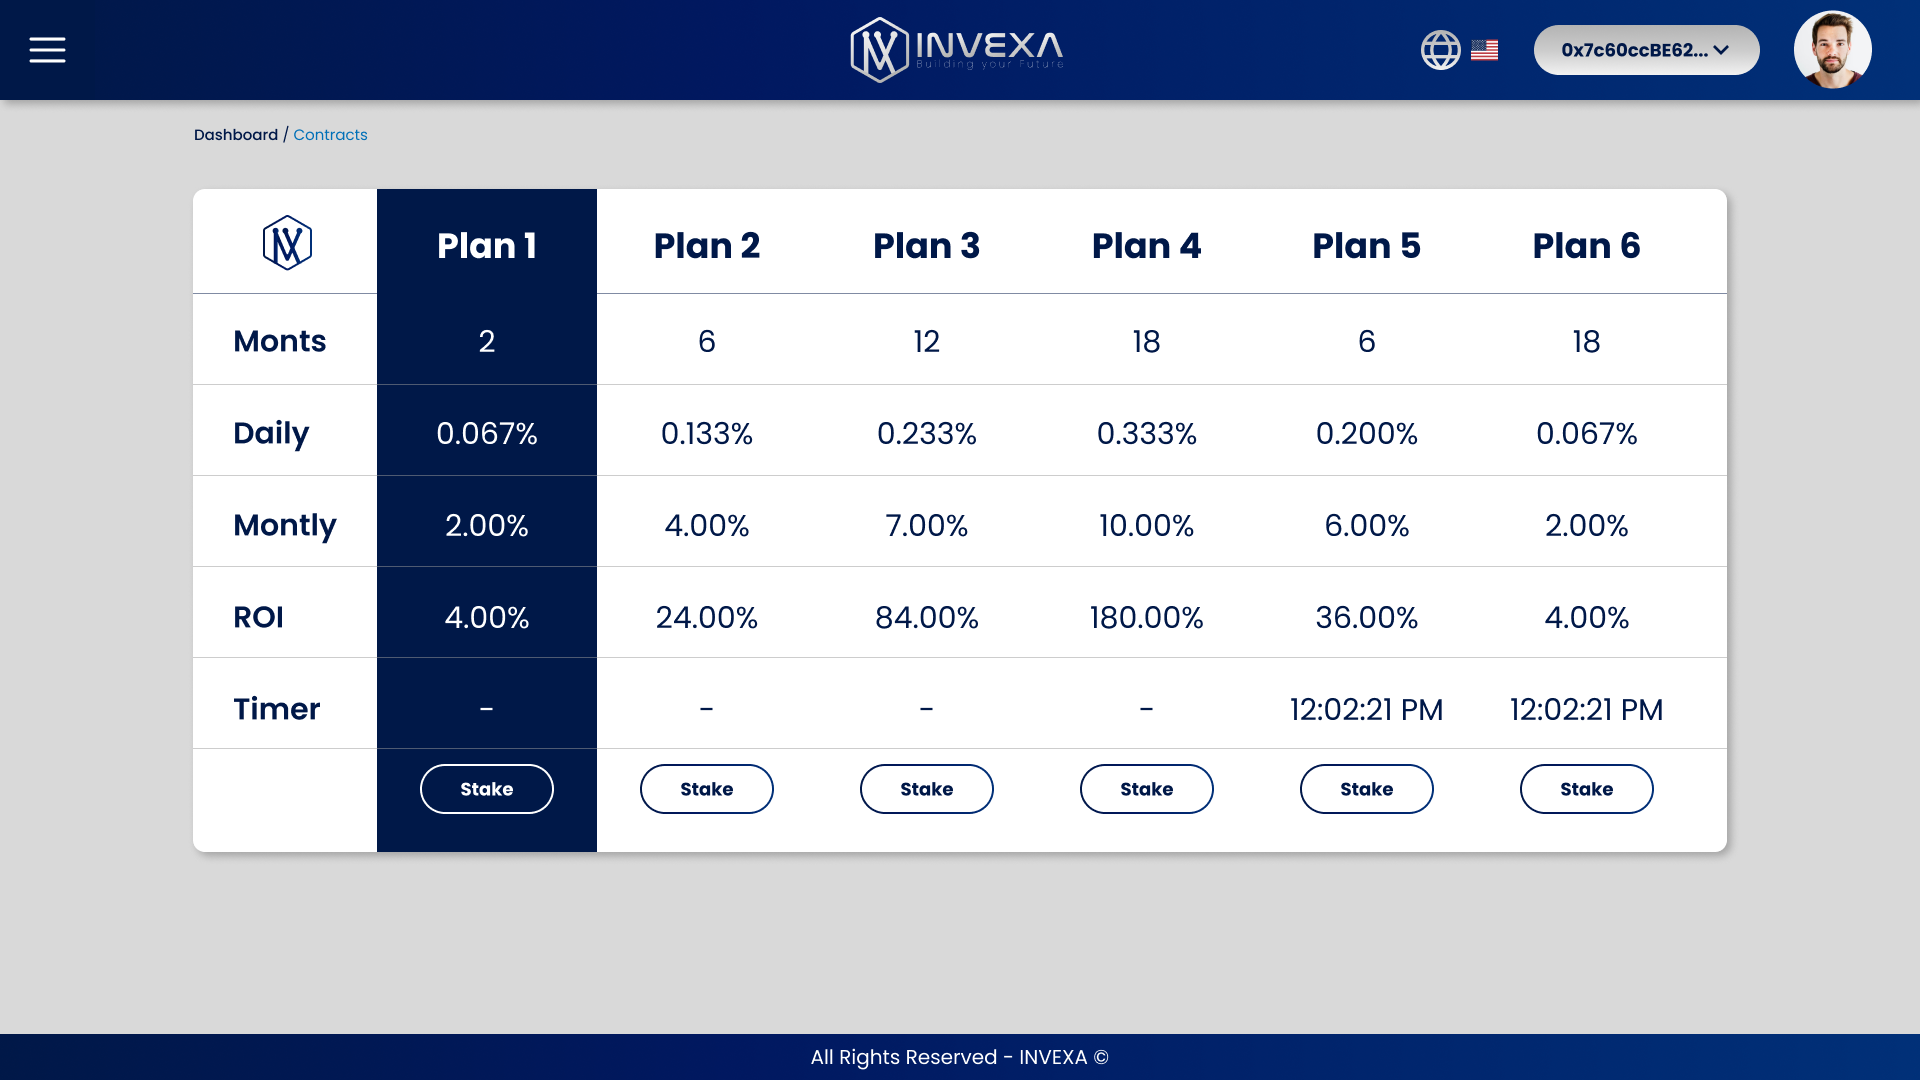 INVEXA
Building your Future
0x7c60ccBE62...
Dashboard / Contracts
Plan 1 Plan 2 Plan 3 Plan 4 Plan 5 Plan 6
Monts 2 6 12 18 6 18
Daily 0.067% 0.133% 0.233% 0.333% 0.200% 0.067%
Montly 2.00% 4.00% 7.00% 10.00% 6.00% 2.00%
ROI 4.00% 24.00% 84.00% 180.00% 36.00% 4.00%
Timer - - - - 12:02:21 PM 12:02:21 PM
Stake Stake Stake Stake Stake Stake
All Rights Reserved - INVEXA ©